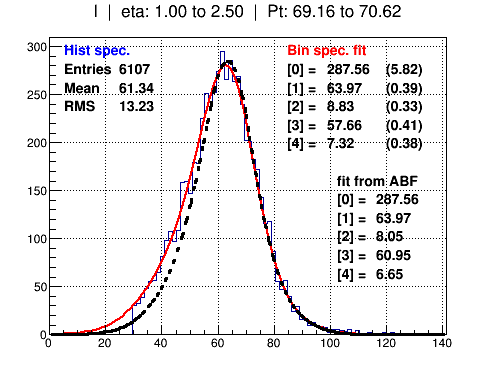 I | eta: 1.00 to 2.50 | Pt: 69.16 to 70.62
Hist spec.
Entries 6107
Mean 61.34
RMS 13.23
Bin spec. fit
[0] = 287.56 (5.82)
[1] = 63.97 (0.39)
[2] = 8.83 (0.33)
[3] = 57.66 (0.41)
[4] = 7.32 (0.38)
fit from ABF
[0] = 287.56
[1] = 63.97
[2] = 8.05
[3] = 60.95
[4] = 6.65
300
250
200
150
100
50
0
0 20 40 60 80 100 120 140